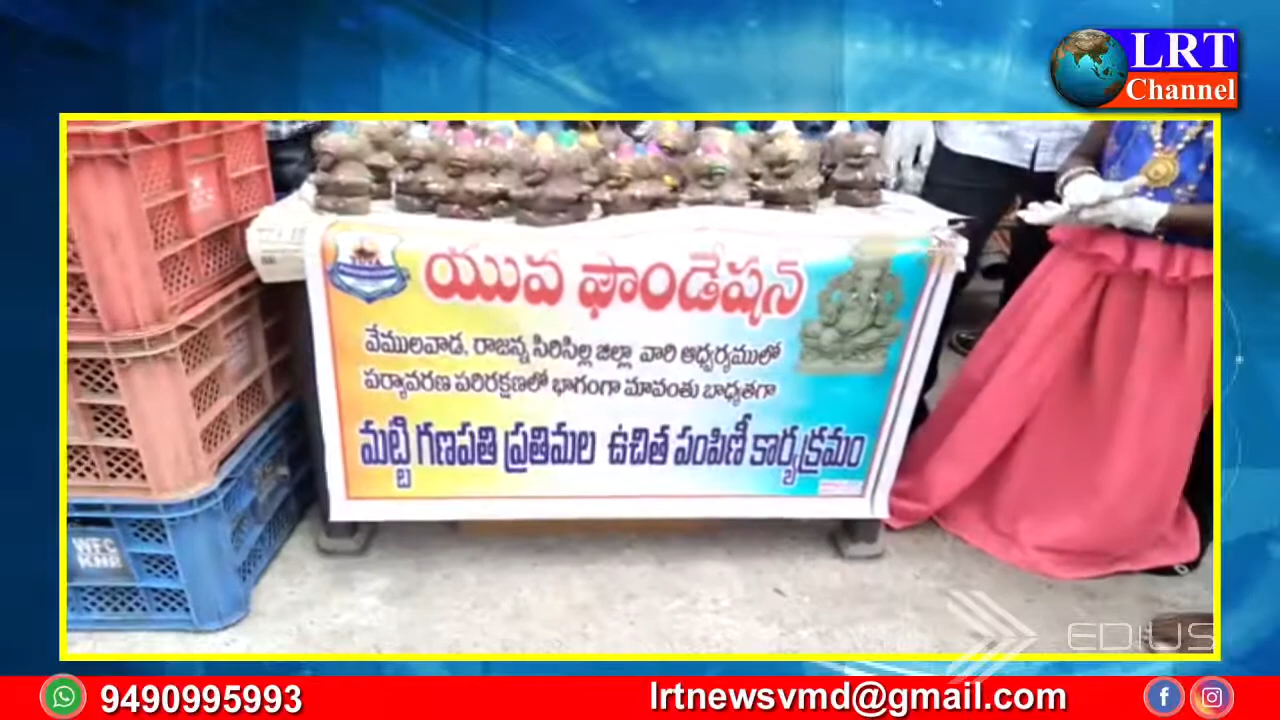 LRT
Channel
యువ ఫౌండేషన్
వేములవాడ, రాజన్న సిరిసిల్ల జిల్లా వారి ఆధ్వర్యములో
పర్యావరణ పరిరక్షణలో భాగంగా మావంతు బాధ్యతగా
మట్టి గణపతి ప్రతిమల ఉచిత పంపిణీ కార్యక్రమం
WFC
KNR
EDIUS
9490995993
lrtnewsvmd@gmail.com